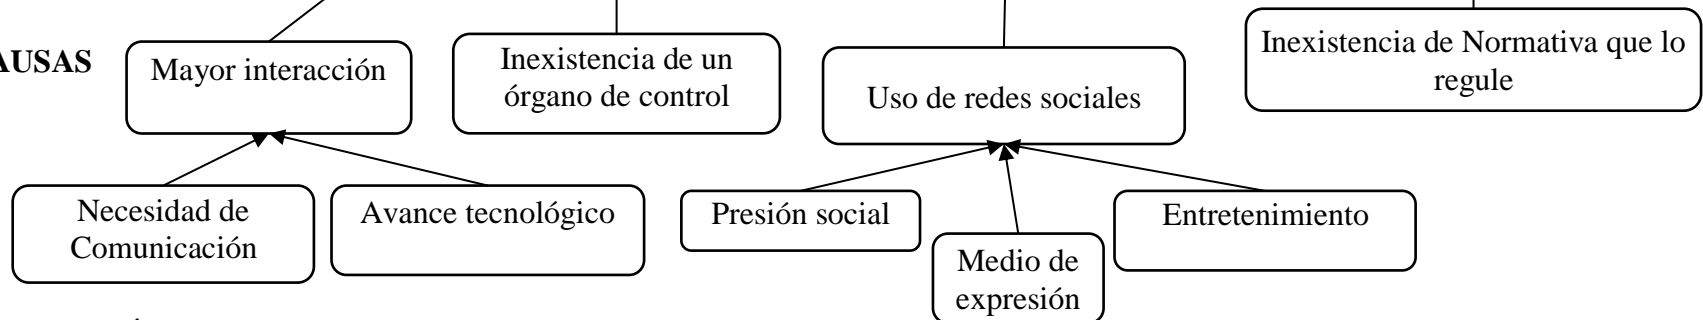 AUSAS
Mayor interacción
Inexistencia de un
órgano de control
Uso de redes sociales
Inexistencia de Normativa que lo
regule
Necesidad de
Comunicación
Avance tecnológico
Presión social
Medio de
expresión
Entretenimiento